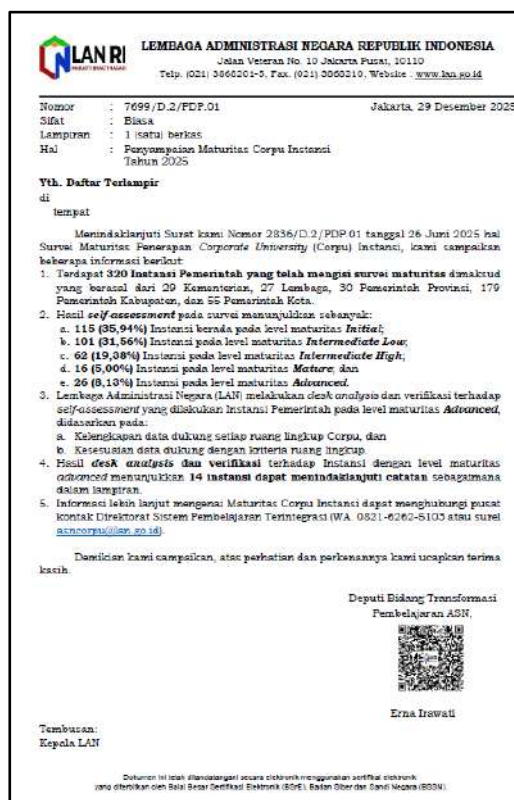 LAN RI
LEMBAGA ADMINISTRASI NEGARA REPUBLIK INDONESIA
Jalan Veteran No. 10 Jakarta Pusat, 10110
Telp. (021) 3868201-5, Fax. (021) 3868210, Website : www.lan.go.id
Nomor : 7699/D.2/PDP.01 Jakarta, 29 Desember 2025
Sifat : Biasa
Lampiran : 1 (satu) berkas
Hal : Penyampaian Maturitas Corpu Instansi
Tahun 2025
Yth. Daftar Terlampir
di
tempat
Menindaklanjuti Surat kami Nomor 2836/D.2/PDP.01 tanggal 26 Juni 2025 hal
Survei Maturitas Penerapan Corporate University (Corpu) Instansi, kami sampaikan
beberapa informasi berikut:
1. Terdapat 320 Instansi Pemerintah yang telah mengisi survei maturitas dimaksud
yang berasal dari 29 Kementerian, 27 Lembaga, 30 Pemerintah Provinsi, 179
Pemerintah Kabupaten, dan 55 Pemerintah Kota.
2. Hasil self-assessment pada survei menunjukkan sebanyak:
a. 115 (35,94%) Instansi berada pada level maturitas Initial;
b. 101 (31,56%) Instansi pada level maturitas Intermediate Low;
c. 62 (19,38%) Instansi pada level maturitas Intermediate High;
d. 16 (5,00%) Instansi pada level maturitas Mature; dan
e. 26 (8,13%) Instansi pada level maturitas Advanced.
3. Lembaga Administrasi Negara (LAN) melakukan desk analysis dan verifikasi terhadap
self-assessment yang dilakukan Instansi Pemerintah pada level maturitas Advanced,
didasarkan pada:
a. Kelengkapan data dukung setiap ruang lingkup Corpu, dan
b. Kesesuaian data dukung dengan kriteria ruang lingkup.
4. Hasil desk analysis dan verifikasi terhadap Instansi dengan level maturitas
advanced menunjukkan 14 instansi dapat menindaklanjuti catatan sebagaimana
dalam lampiran.
5. Informasi lebih lanjut mengenai Maturitas Corpu Instansi dapat menghubungi pusat
kontak Direktorat Sistem Pembelajaran Terintegrasi (WA. 0821-6262-5103 atau surel
asncorpu@lan.go.id).
Demikian kami sampaikan, atas perhatian dan perkenannya kami ucapkan terima
kasih.
Deputi Bidang Transformasi
Pembelajaran ASN,
Erna Irawati
Tembusan:
Kepala LAN
Dokumen ini telah ditandatangani secara elektronik menggunakan sertifikat elektronik
yang diterbitkan oleh Balai Besar Sertifikasi Elektronik (BSrE), Badan Siber dan Sandi Negara (BSSN).